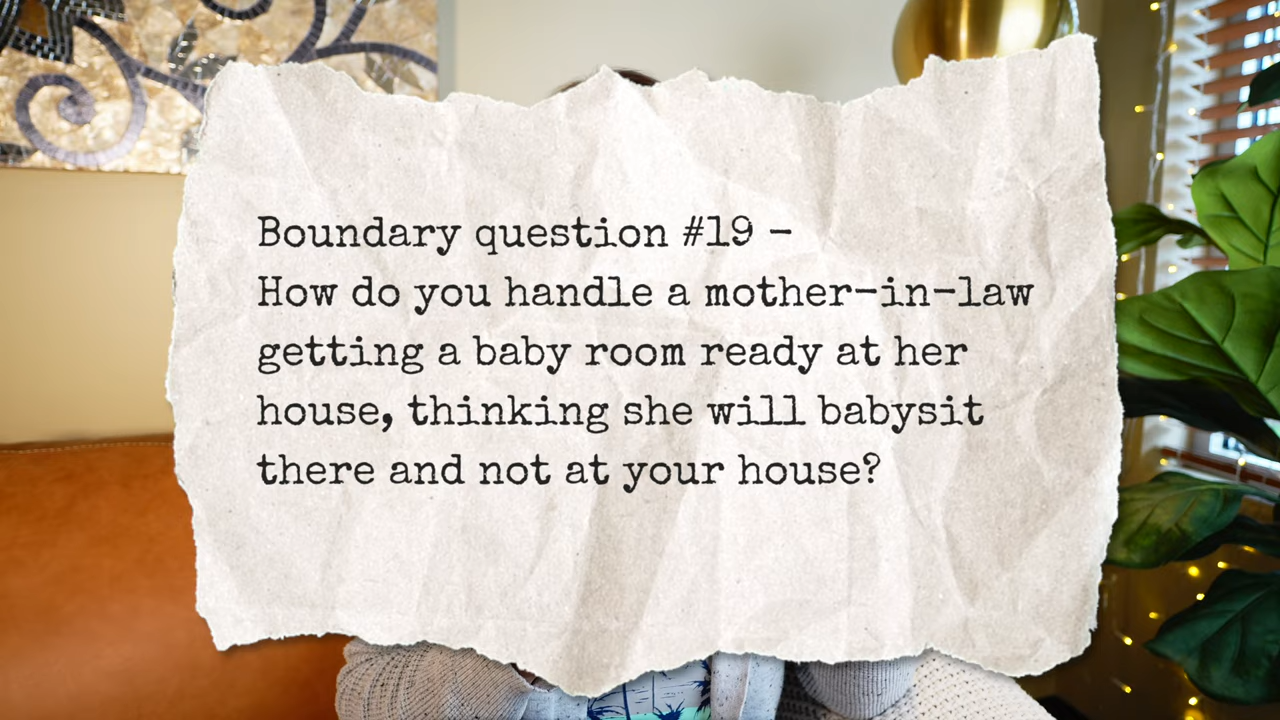 Boundary question #19 –
How do you handle a mother-in-law
getting a baby room ready at her
house, thinking she will babysit
there and not at your house?